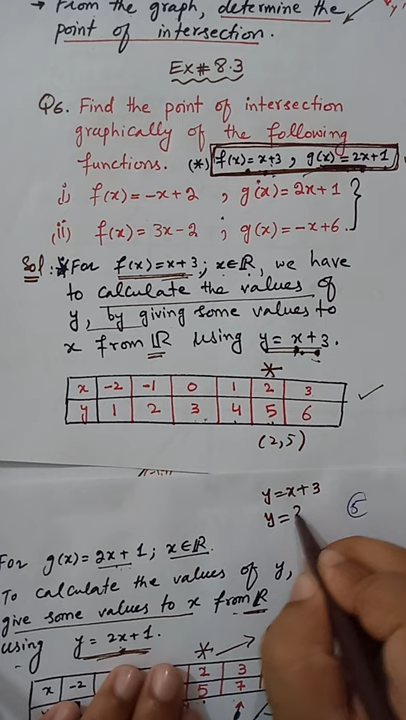 → From the graph, determine the
point of intersection.
Ex # 8.3
Q6. Find the point of intersection
graphically of the following
functions. (*) f(x)=x+3 , g(x)=2x+1
i) f(x)=-x+2 , g(x)=2x+1
(ii) f(x)=3x-2 ; g(x)=-x+6.
Sol: * For f(x)=x+3; x∈ℝ, we have
to calculate the values of
y, by giving some values to
x from ℝ using y=x+3.
*
x -2 -1 0 1 2 3
y 1 2 3 4 5 6
(2,5)
y=x+3
5
y=2
For g(x)=2x+1; x∈ℝ.
To calculate the values of y,
give some values to x from ℝ
using y=2x+1.
* →
x -2 2 3
5 7